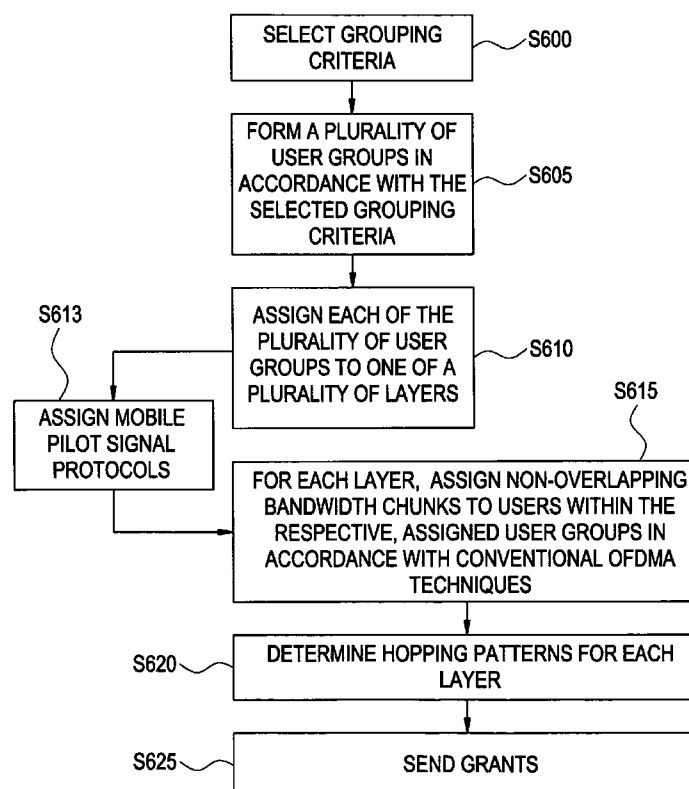 SELECT GROUPING
CRITERIA
S600
FORM A PLURALITY OF
USER GROUPS IN
ACCORDANCE WITH THE
SELECTED GROUPING
CRITERIA
S605
ASSIGN EACH OF THE
PLURALITY OF USER
GROUPS TO ONE OF A
PLURALITY OF LAYERS
S610
S613
ASSIGN MOBILE
PILOT SIGNAL
PROTOCOLS
S615
FOR EACH LAYER, ASSIGN NON-OVERLAPPING
BANDWIDTH CHUNKS TO USERS WITHIN THE
RESPECTIVE, ASSIGNED USER GROUPS IN
ACCORDANCE WITH CONVENTIONAL OFDMA
TECHNIQUES
S620
DETERMINE HOPPING PATTERNS FOR EACH
LAYER
S625
SEND GRANTS